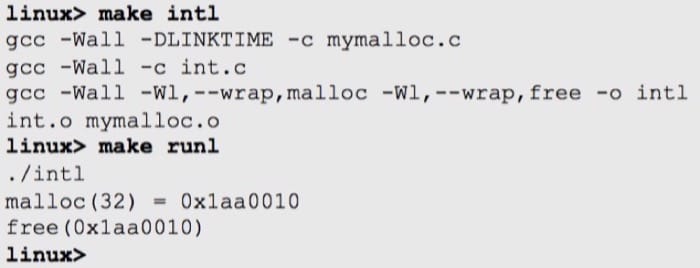 linux> make intl
gcc -Wall -DLINKTIME -c mymalloc.c
gcc -Wall -c int.c
gcc -Wall -Wl,--wrap,malloc -Wl,--wrap,free -o intl
int.o mymalloc.o
linux> make runl
./intl
malloc(32) = 0x1aa0010
free(0x1aa0010)
linux>